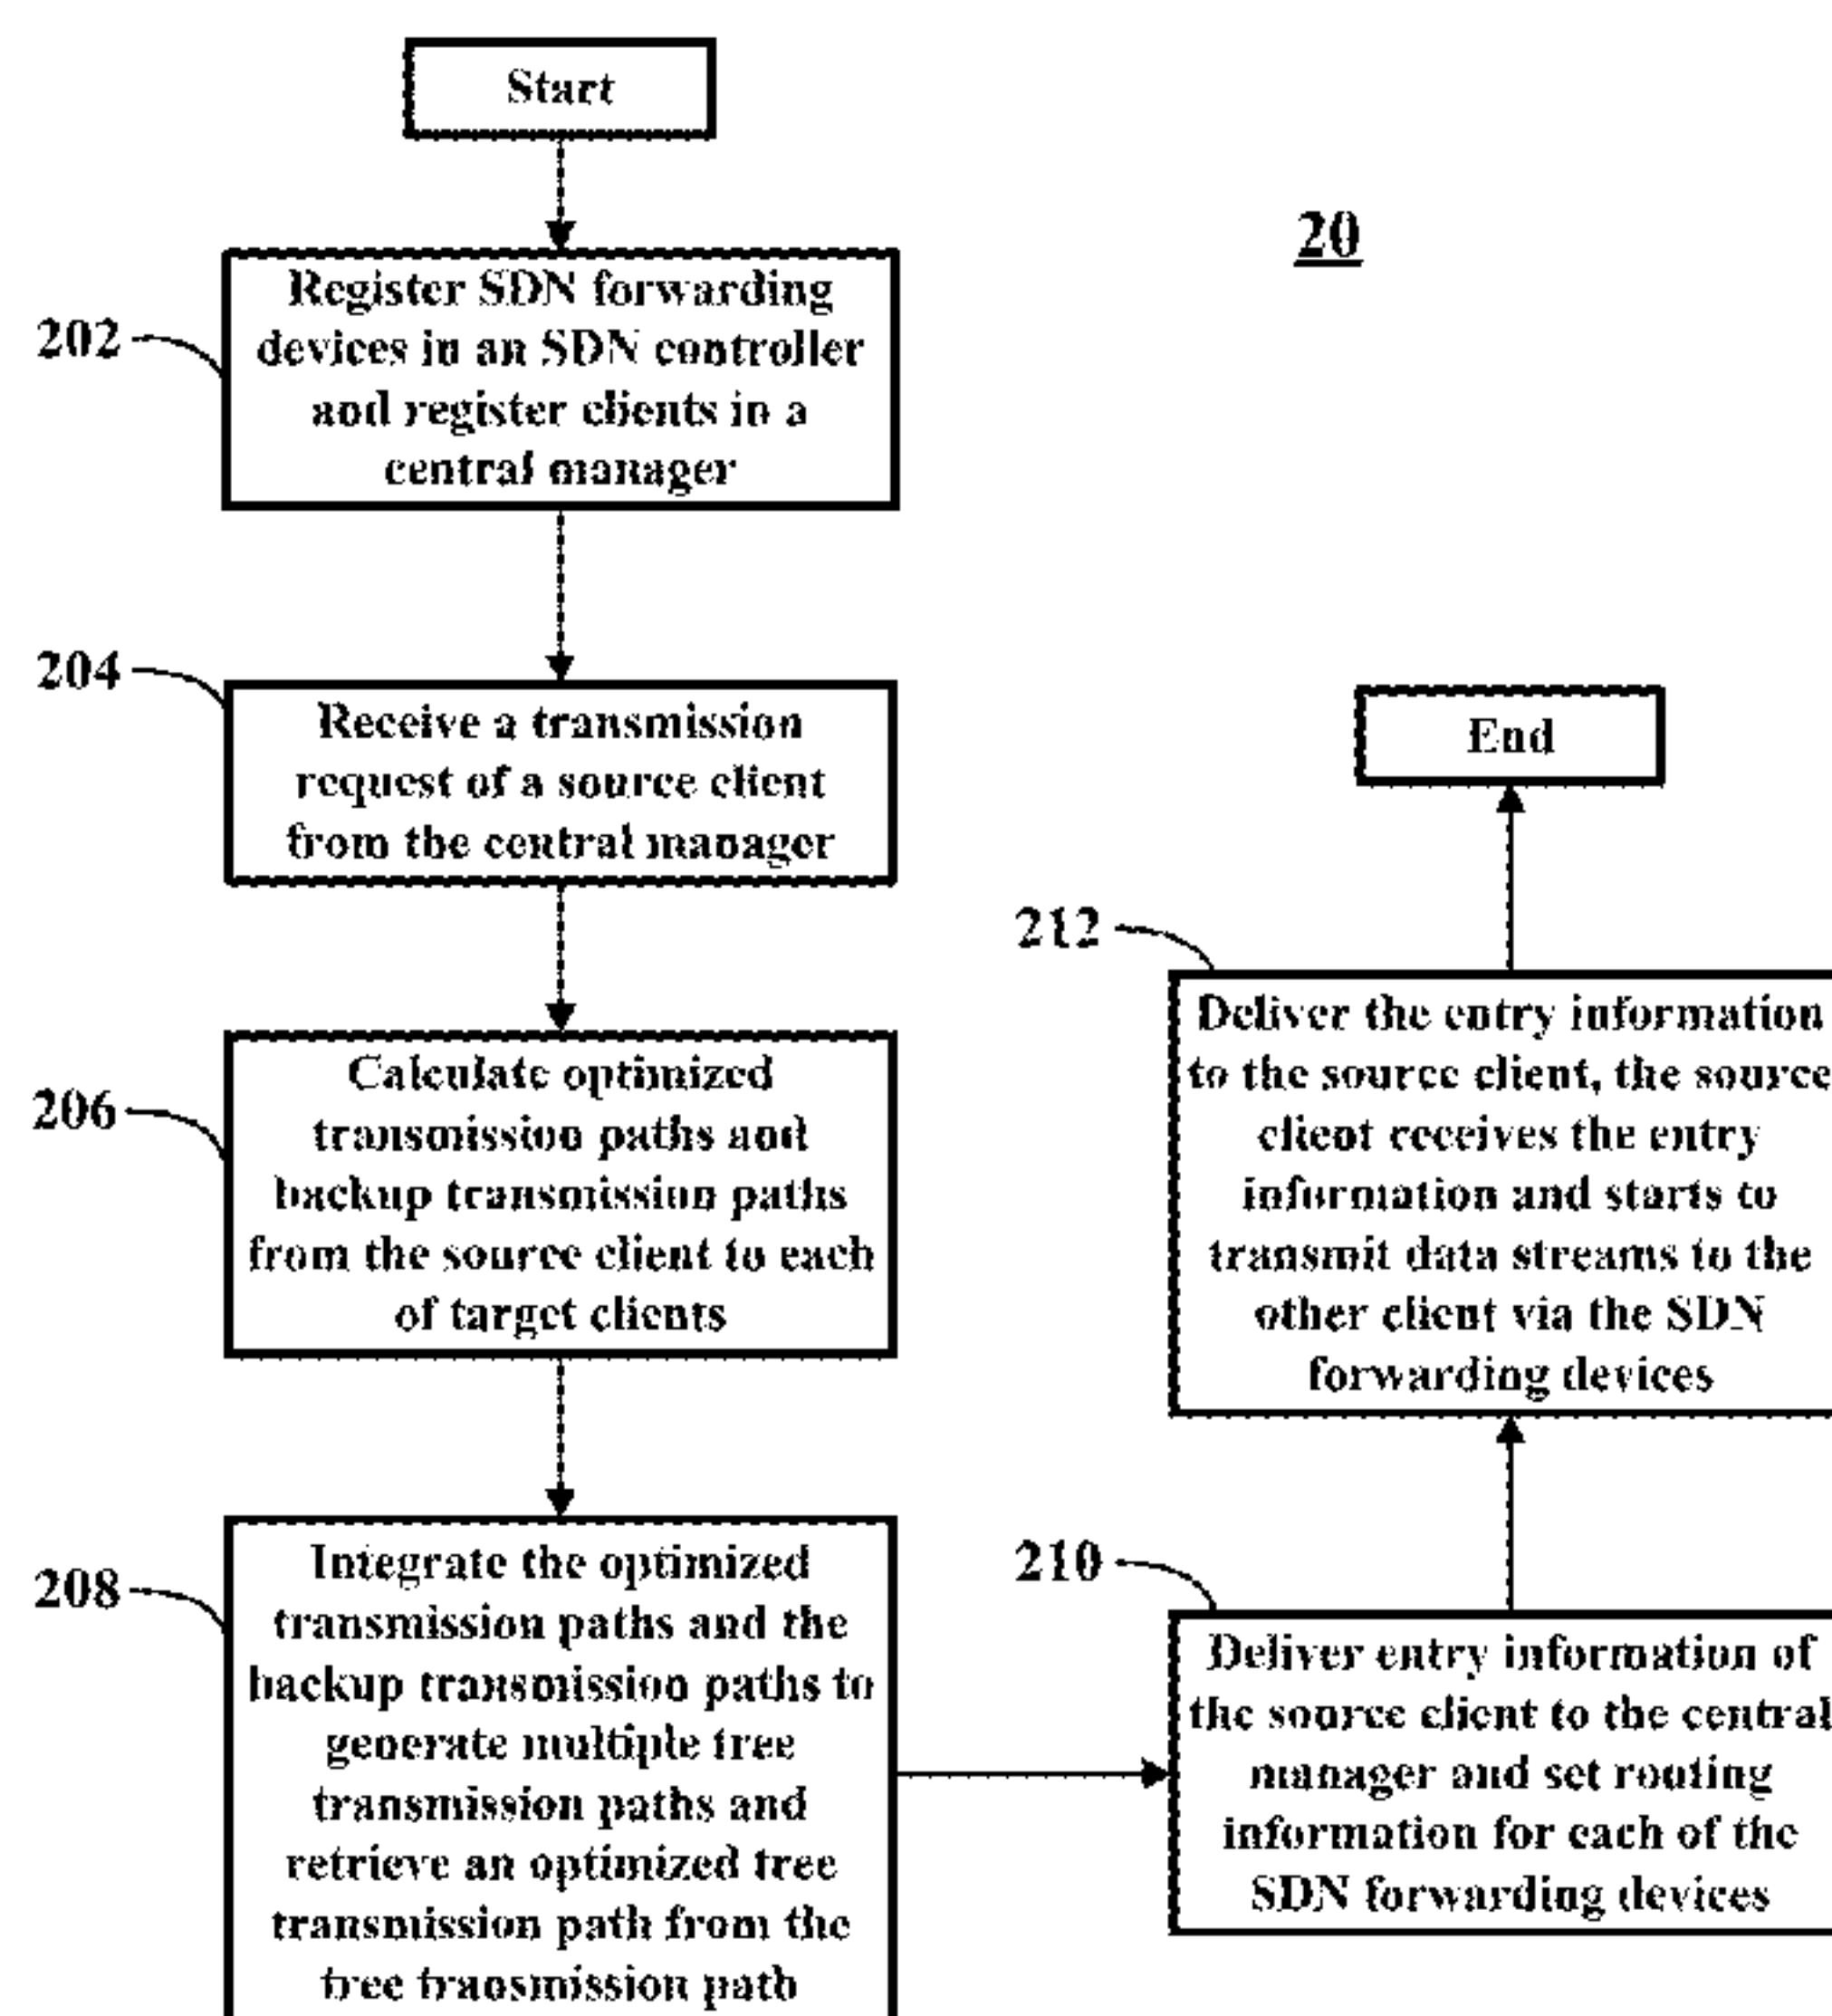 Start
20
202
Register SDN forwarding
devices in an SDN controller
and register clients in a
central manager
204
Receive a transmission
request of a source client
from the central manager
206
Calculate optimized
transmission paths and
backup transmission paths
from the source client to each
of target clients
208
Integrate the optimized
transmission paths and the
backup transmission paths to
generate multiple tree
transmission paths and
retrieve an optimized tree
transmission path from the
tree transmission path
210
Deliver entry information of
the source client to the central
manager and set routing
information for each of the
SDN forwarding devices
212
Deliver the entry information
to the source client, the source
client receives the entry
information and starts to
transmit data streams to the
other client via the SDN
forwarding devices
End